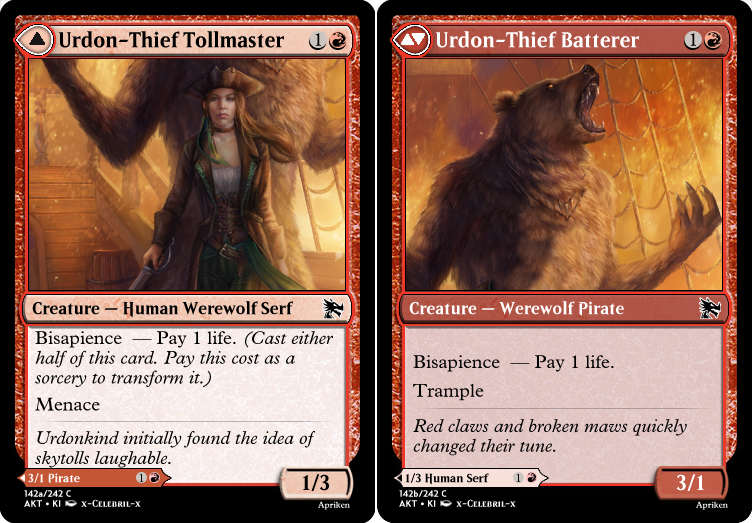 Urdon-Thief Tollmaster 1
Creature — Human Werewolf Serf
Bisapience — Pay 1 life. (Cast either
half of this card. Pay this cost as a
sorcery to transform it.)
Menace
Urdonkind initially found the idea of
skytolls laughable.
3/1 Pirate 1
1/3
142a/242 C
AKT • KI x-Celebril-x
Apriken
Urdon-Thief Batterer 1
Creature — Werewolf Pirate
Bisapience — Pay 1 life.
Trample
Red claws and broken maws quickly
changed their tune.
1/3 Human Serf 1
3/1
142b/242 C
AKT • KI x-Celebril-x
Apriken